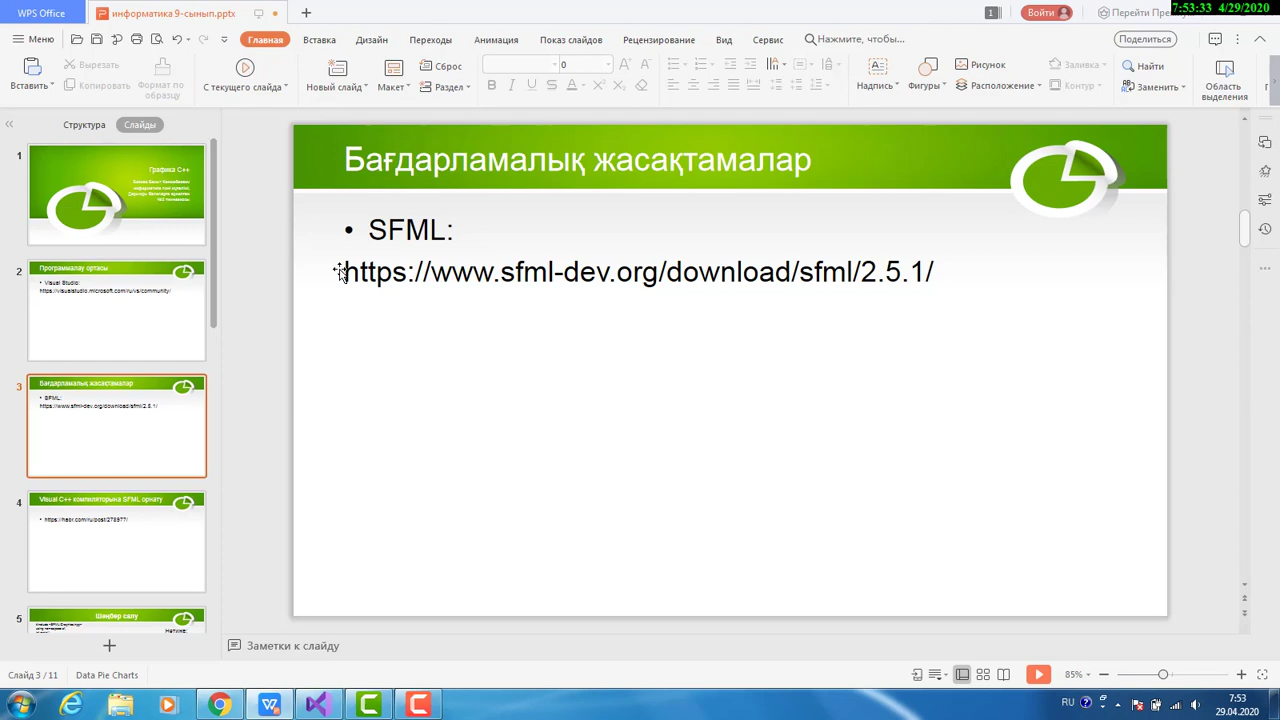 7:53:33 4/29/2020
WPS Office
информатика 9-сынып.pptx
1
Войти
Меню
Главная
Вставка
Дизайн
Переходы
Анимация
Показ слайдов
Рецензирование
Вид
Сервис
Нажмите, чтобы...
Поделиться
Вставить
Вырезать
Копировать
Формат по
образцу
С текущего слайда
Новый слайд
Макет
Сброс
Раздел
0
Надпись
Фигуры
Рисунок
Расположение
Заливка
Контур
Найти
Заменить
Область
выделения
Структура
Слайды
1
Графика С++
2
Программалау ортасы
• Visual Studio:
https://visualstudio.microsoft.com/ru/vs/community/
3
Бағдарламалық жасақтамалар
• SFML:
https://www.sfml-dev.org/download/sfml/2.5.1/
4
Visual C++ компиляторына SFML орнату
• https://habr.com/ru/post/278977/
5
Шеңбер салу
Бағдарламалық жасақтамалар
• SFML:
https://www.sfml-dev.org/download/sfml/2.5.1/
Заметки к слайду
Слайд 3 / 11
Data Pie Charts
85%
RU
7:53
29.04.2020